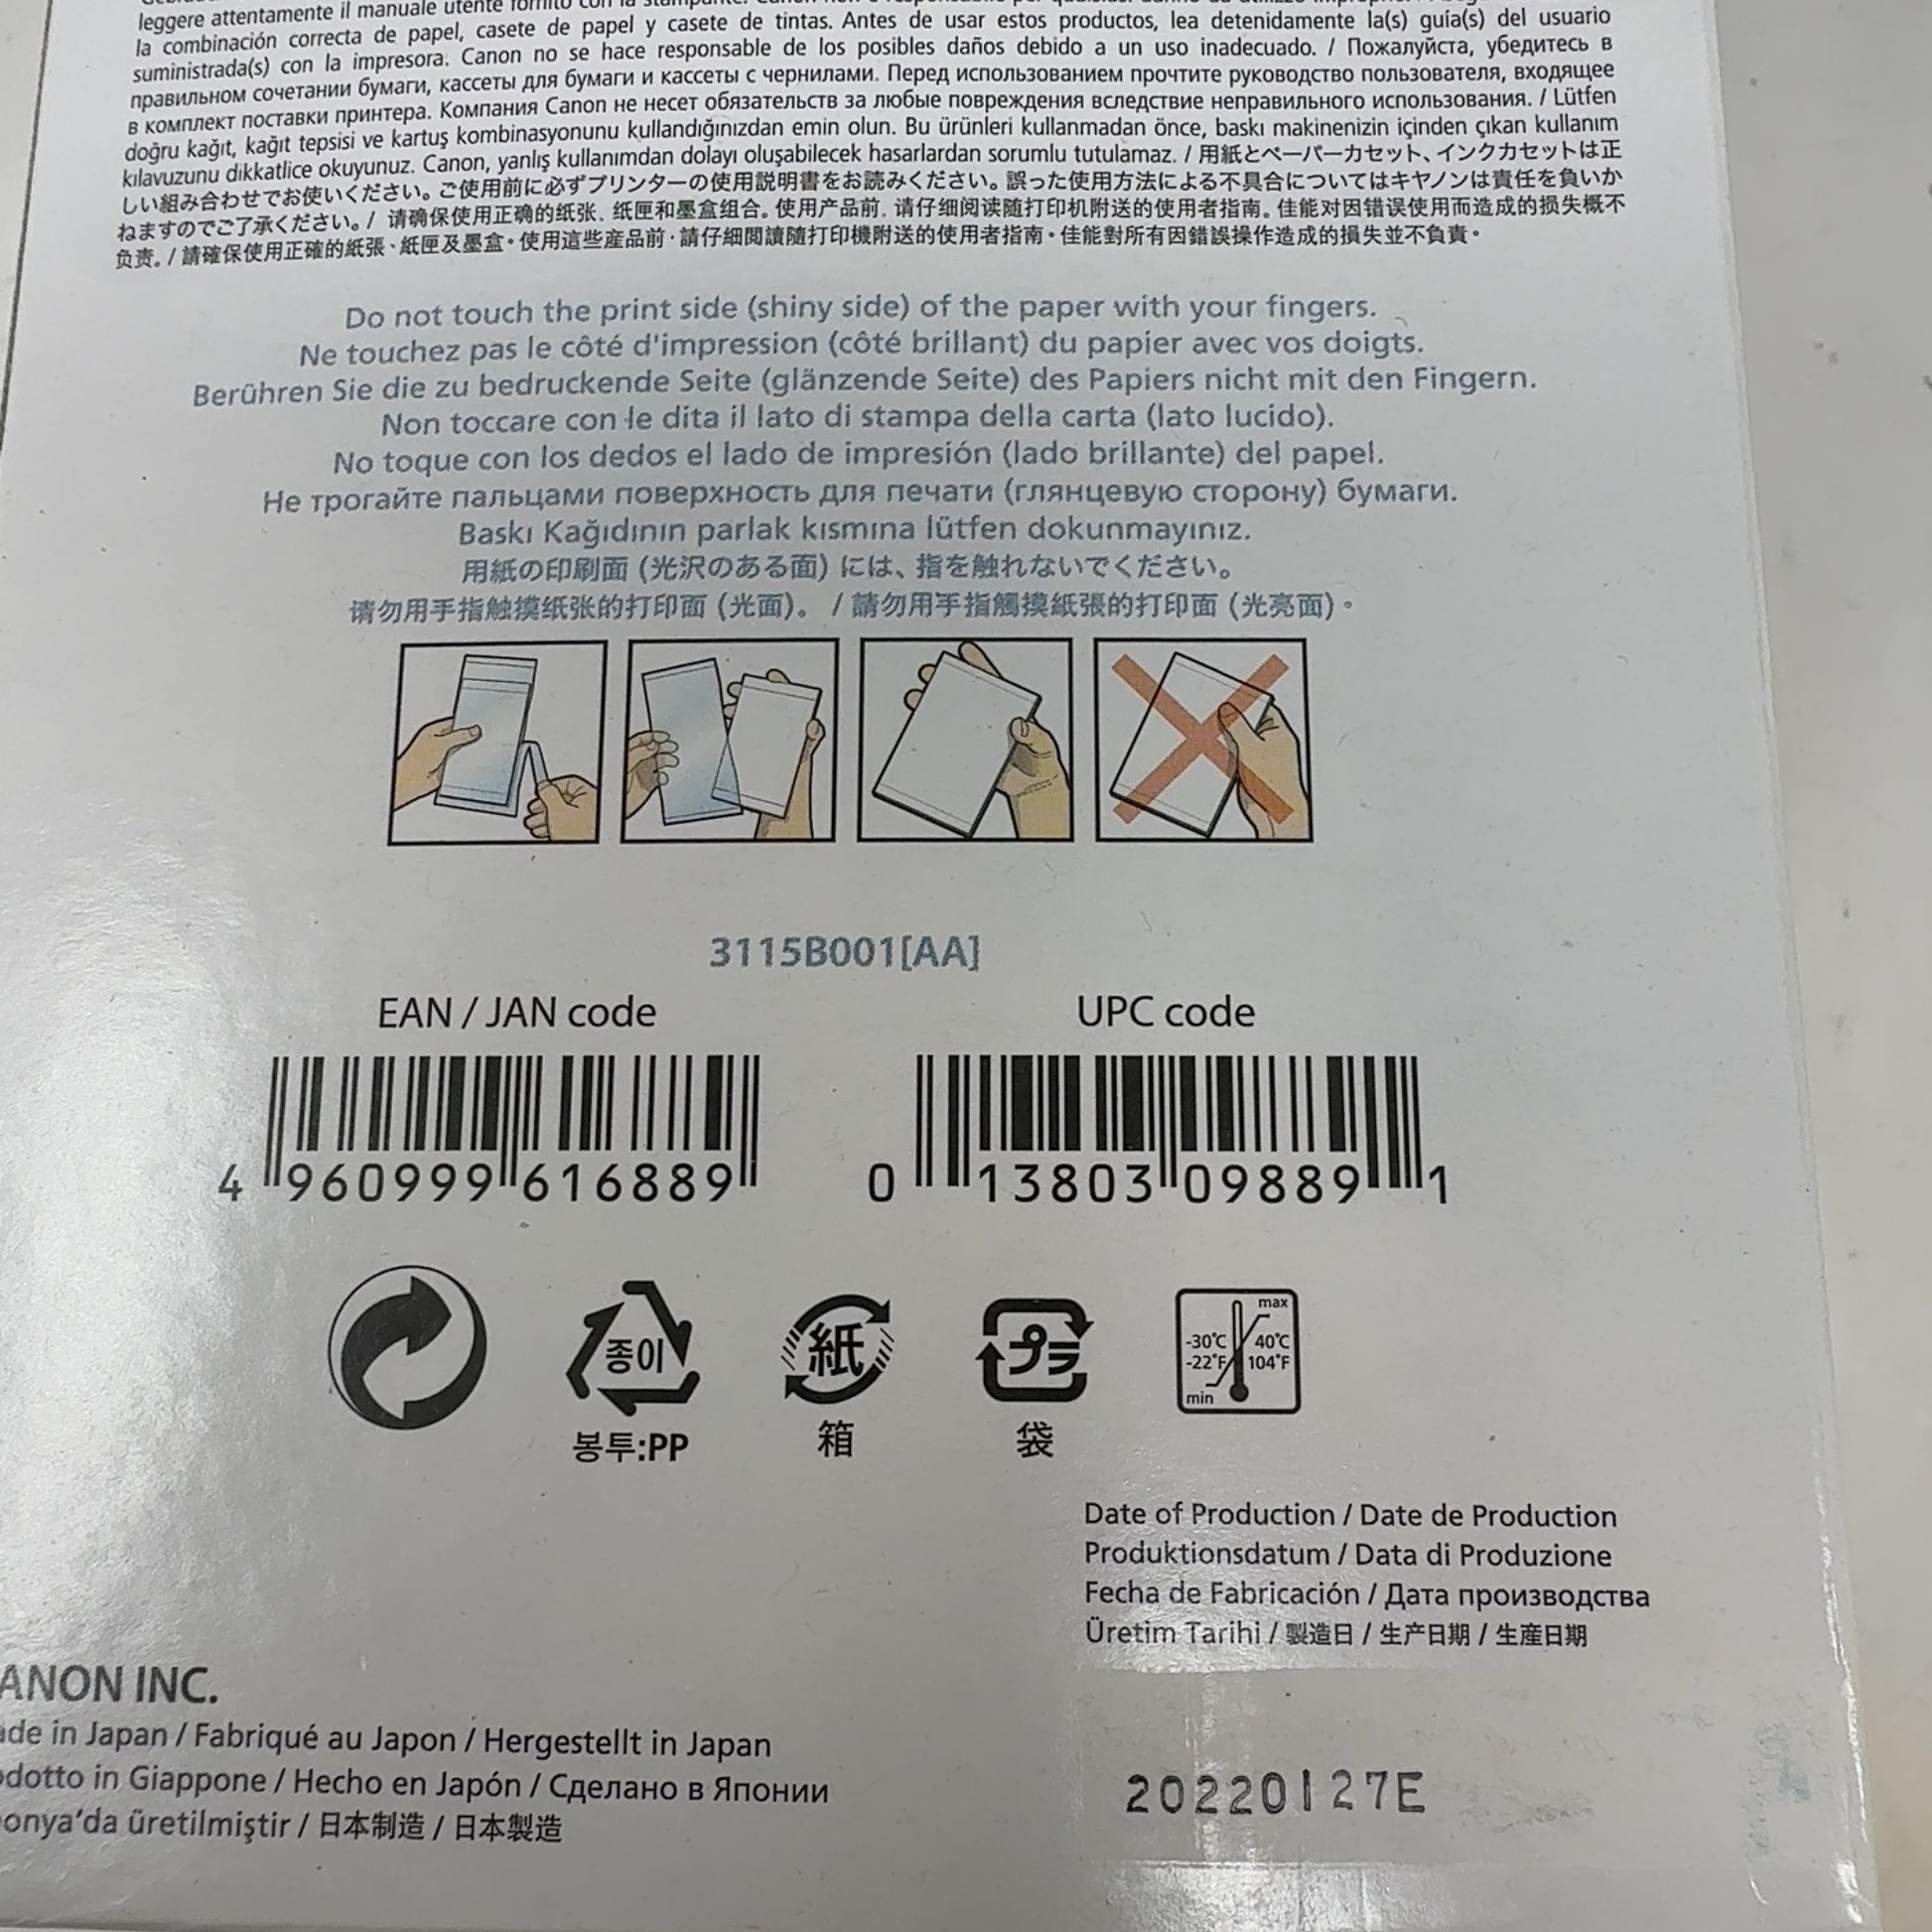 leggere attentamente il manuale utente fornito con la stampante.
la combinación correcta de papel, casete de papel y casete de tintas. Antes de usar estos productos, lea detenidamente la(s) guía(s) del usuario
suministrada(s) con la impresora. Canon no se hace responsable de los posibles daños debido a un uso inadecuado. / Пожалуйста, убедитесь в
правильном сочетании бумаги, кассеты для бумаги и кассеты с чернилами. Перед использованием прочтите руководство пользователя, входящее
в комплект поставки принтера. Компания Canon не несет обязательств за любые повреждения вследствие неправильного использования. / Lütfen
doğru kağıt, kağıt tepsisi ve kartuş kombinasyonunu kullandığınızdan emin olun. Bu ürünleri kullanmadan önce, baskı makinenizin içinden çıkan kullanım
kılavuzunu dikkatlice okuyunuz. Canon, yanlış kullanımdan dolayı oluşabilecek hasarlardan sorumlu tutulamaz. / 用紙とペーパーカセット、インクカセットは正
しい組み合わせでお使いください。ご使用前に必ずプリンターの使用説明書をお読みください。誤った使用方法による不具合についてはキヤノンは責任を負いか
ねますのでご了承ください。/ 请确保使用正确的纸张、纸匣和墨盒组合。使用产品前，请仔细阅读随打印机附送的使用者指南。佳能对因错误使用而造成的损失概不
负责。/ 請確保使用正確的紙張、紙匣及墨盒。使用這些產品前，請仔細閱讀隨打印機附送的使用者指南。佳能對所有因錯誤操作造成的損失並不負責。
Do not touch the print side (shiny side) of the paper with your fingers.
Ne touchez pas le côté d'impression (côté brillant) du papier avec vos doigts.
Berühren Sie die zu bedruckende Seite (glänzende Seite) des Papiers nicht mit den Fingern.
Non toccare con le dita il lato di stampa della carta (lato lucido).
No toque con los dedos el lado de impresión (lado brillante) del papel.
Не трогайте пальцами поверхность для печати (глянцевую сторону) бумаги.
Baskı Kağıdının parlak kısmına lütfen dokunmayınız.
用紙の印刷面 (光沢のある面) には、指を触れないでください。
请勿用手指触摸纸张的打印面 (光面)。 / 請勿用手指觸摸紙張的打印面 (光亮面)。
3115B001[AA]
EAN / JAN code
UPC code
4 960999 616889
0 13803 09889 1
종이
紙
プラ
max
-30°C 40°C
-22°F 104°F
min
봉투:PP
箱
袋
Date of Production / Date de Production
Produktionsdatum / Data di Produzione
Fecha de Fabricación / Дата производства
Üretim Tarihi / 製造日 / 生产日期 / 生産日期
ANON INC.
ade in Japan / Fabriqué au Japon / Hergestellt in Japan
odotto in Giappone / Hecho en Japón / Сделано в Японии
onya'da üretilmiştir / 日本制造 / 日本製造
20220127E